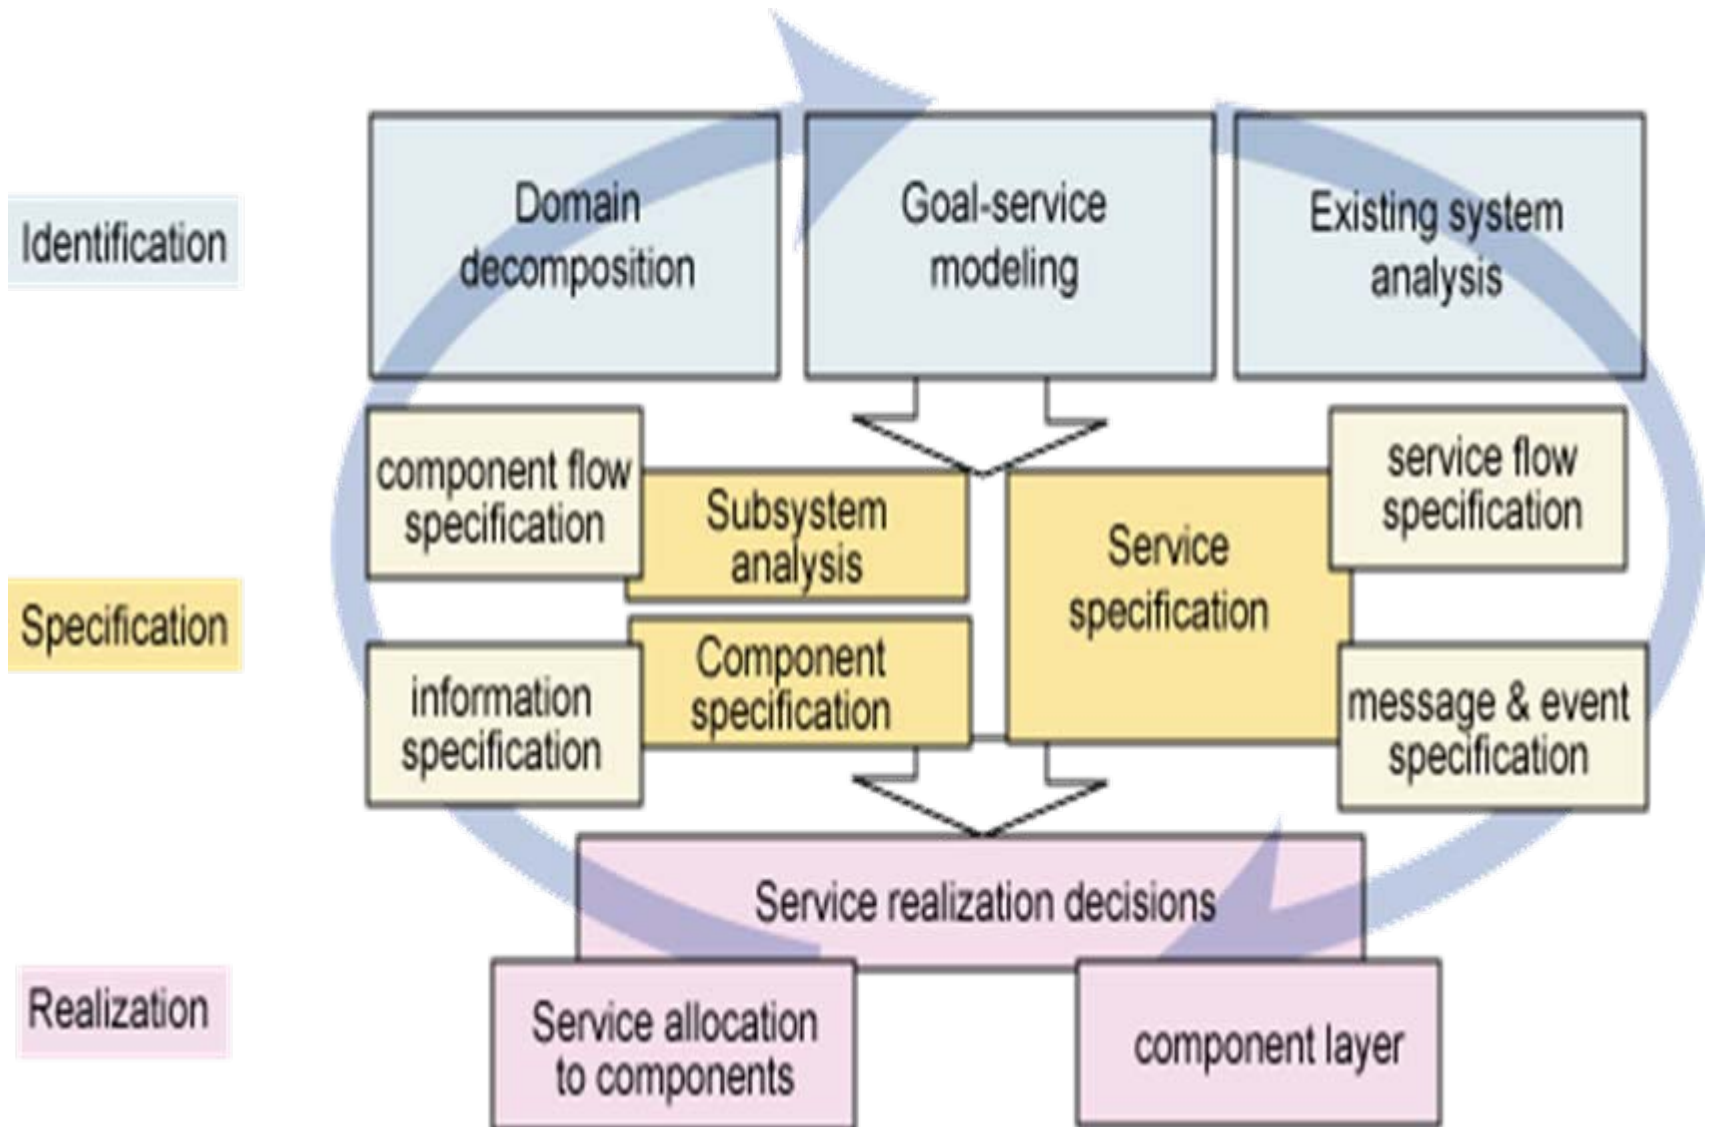 Identification
Domain
decomposition
Goal-service
modeling
Existing system
analysis
Specification
component flow
specification
Subsystem
analysis
Service
specification
service flow
specification
information
specification
Component
specification
message & event
specification
Realization
Service realization decisions
Service allocation
to components
component layer